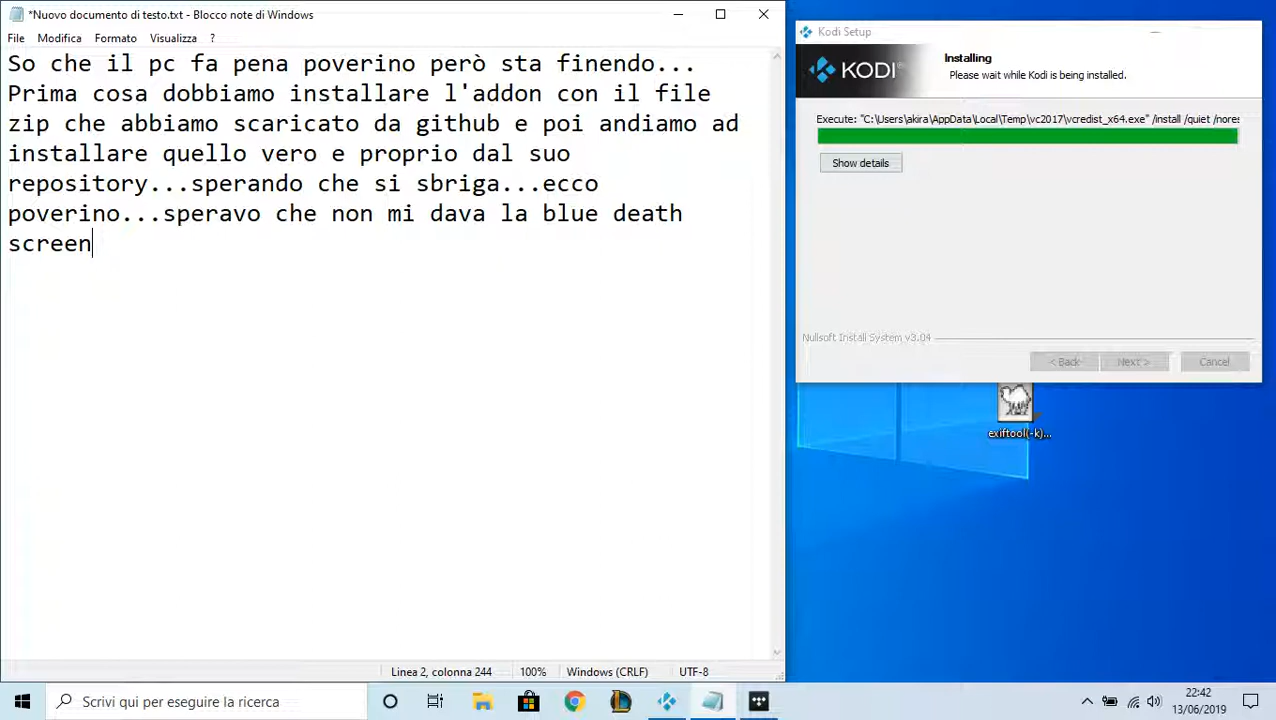 *Nuovo documento di testo.txt - Blocco note di Windows
File Modifica Formato Visualizza ?
So che il pc fa pena poverino però sta finendo...
Prima cosa dobbiamo installare l'addon con il file
zip che abbiamo scaricato da github e poi andiamo ad
installare quello vero e proprio dal suo
repository...sperando che si sbriga...ecco
poverino...speravo che non mi dava la blue death
screen
Linea 2, colonna 244 100% Windows (CRLF) UTF-8
Kodi Setup
KODI
Installing
Please wait while Kodi is being installed.
Execute: "C:\Users\akira\AppData\Local\Temp\vc2017\vcredist_x64.exe" /install /quiet /nores
Show details
Nullsoft Install System v3.04
< Back Next > Cancel
exiftool(-k)...
Scrivi qui per eseguire la ricerca
22:42
13/06/2019